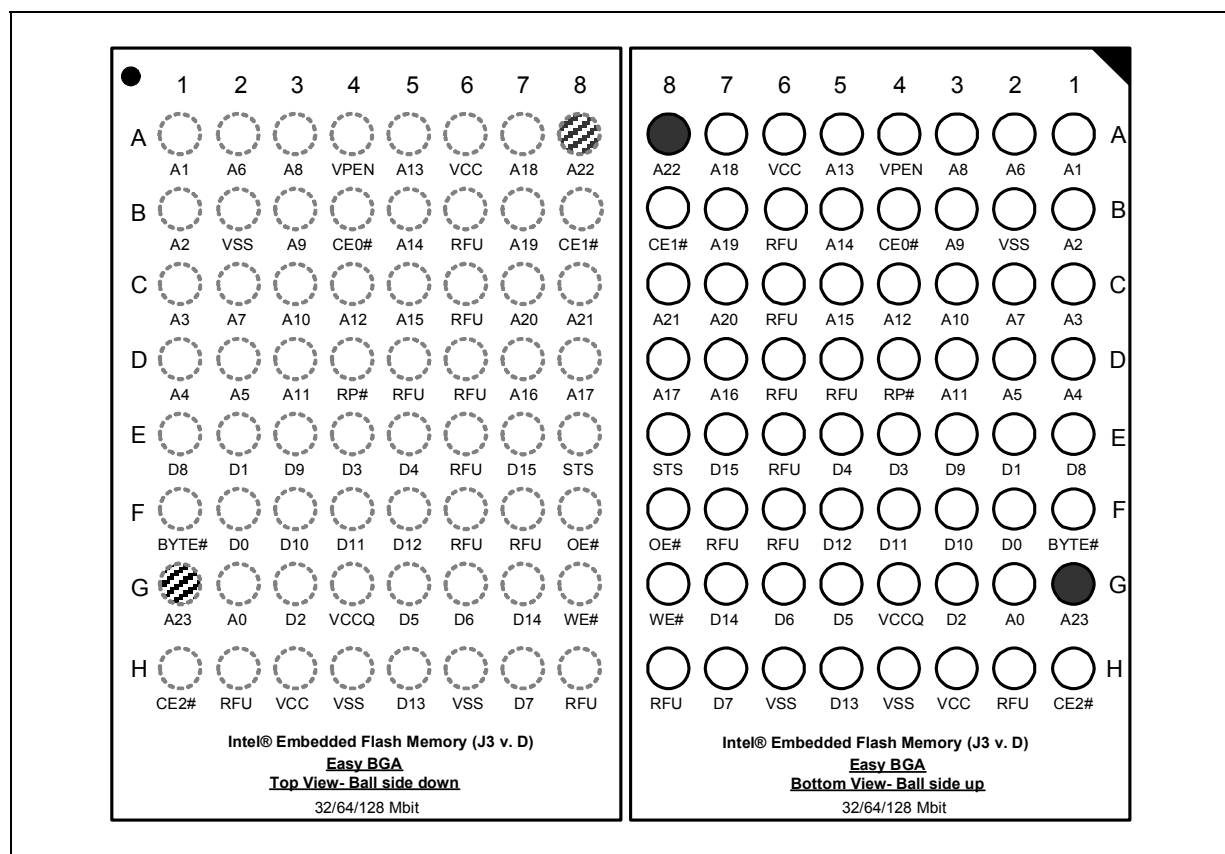 1 2 3 4 5 6 7 8
A
A1 A6 A8 VPEN A13 VCC A18 A22
B
A2 VSS A9 CE0# A14 RFU A19 CE1#
C
A3 A7 A10 A12 A15 RFU A20 A21
D
A4 A5 A11 RP# RFU RFU A16 A17
E
D8 D1 D9 D3 D4 RFU D15 STS
F
BYTE# D0 D10 D11 D12 RFU RFU OE#
G
A23 A0 D2 VCCQ D5 D6 D14 WE#
H
CE2# RFU VCC VSS D13 VSS D7 RFU
Intel® Embedded Flash Memory (J3 v. D)
Easy BGA
Top View- Ball side down
32/64/128 Mbit
8 7 6 5 4 3 2 1
A
A22 A18 VCC A13 VPEN A8 A6 A1
B
CE1# A19 RFU A14 CE0# A9 VSS A2
C
A21 A20 RFU A15 A12 A10 A7 A3
D
A17 A16 RFU RFU RP# A11 A5 A4
E
STS D15 RFU D4 D3 D9 D1 D8
F
OE# RFU RFU D12 D11 D10 D0 BYTE#
G
WE# D14 D6 D5 VCCQ D2 A0 A23
H
RFU D7 VSS D13 VSS VCC RFU CE2#
Intel® Embedded Flash Memory (J3 v. D)
Easy BGA
Bottom View- Ball side up
32/64/128 Mbit